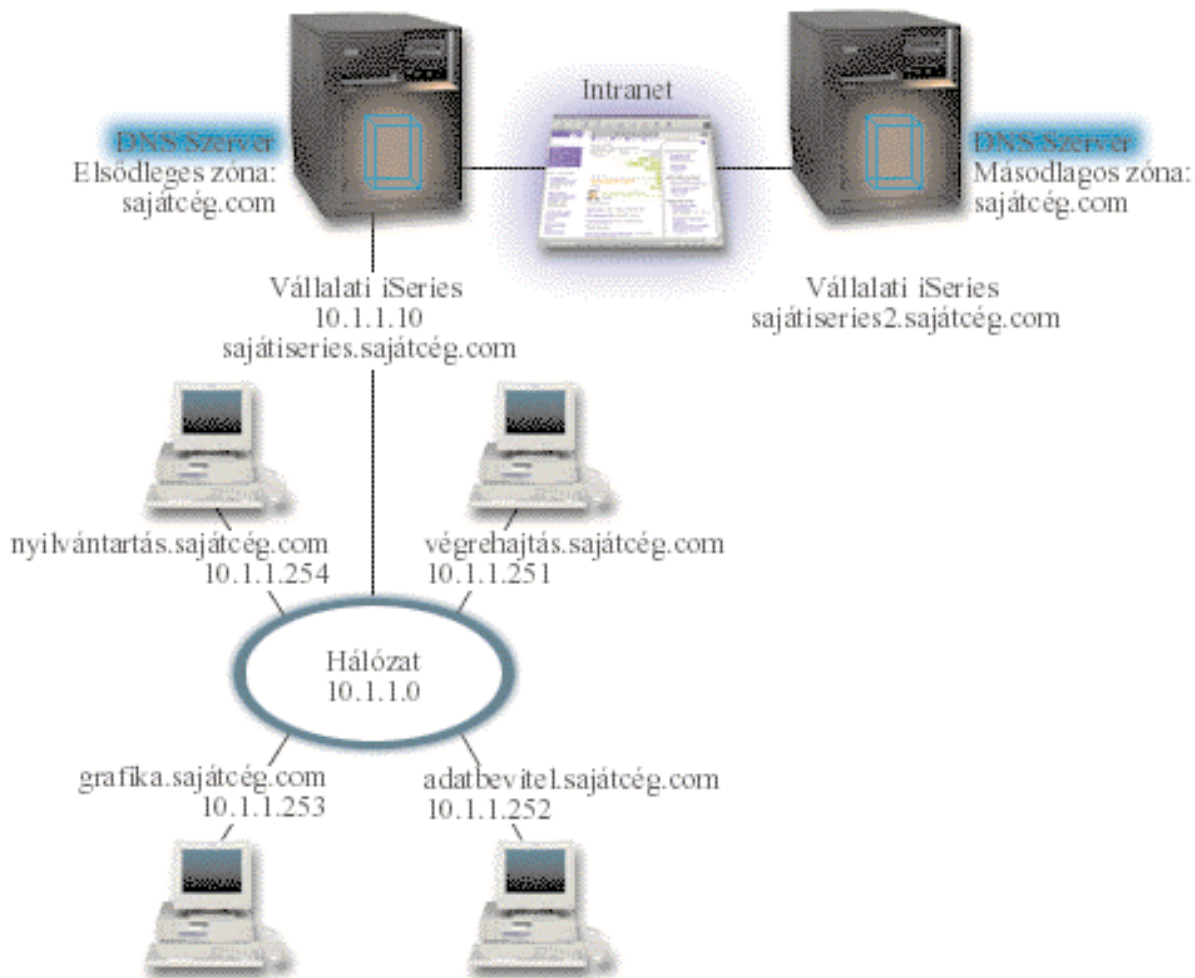 Intranet
DNS Szerver
Elsődleges zóna:
sajátcég.com
DNS Szerver
Másodlagos zóna:
sajátcég.com
Vállalati iSeries
10.1.1.10
sajátiseries.sajátcég.com
Vállalati iSeries
sajátiseries2.sajátcég.com
nyilvántartás.sajátcég.com
10.1.1.254
végrehajtás.sajátcég.com
10.1.1.251
Hálózat
10.1.1.0
grafika.sajátcég.com
10.1.1.253
adatbevitel.sajátcég.com
10.1.1.252